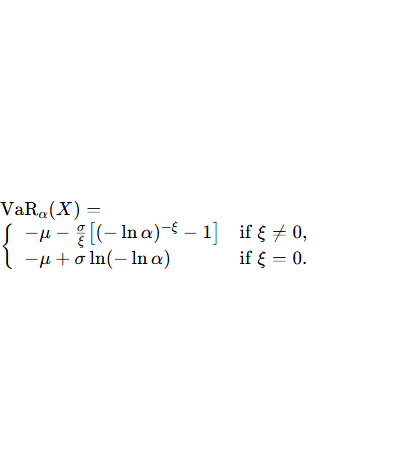 VaR_α(X) =
{ −μ − σ/ξ [(− ln α)^{−ξ} − 1] if ξ ≠ 0,
−μ + σ ln(− ln α) if ξ = 0.